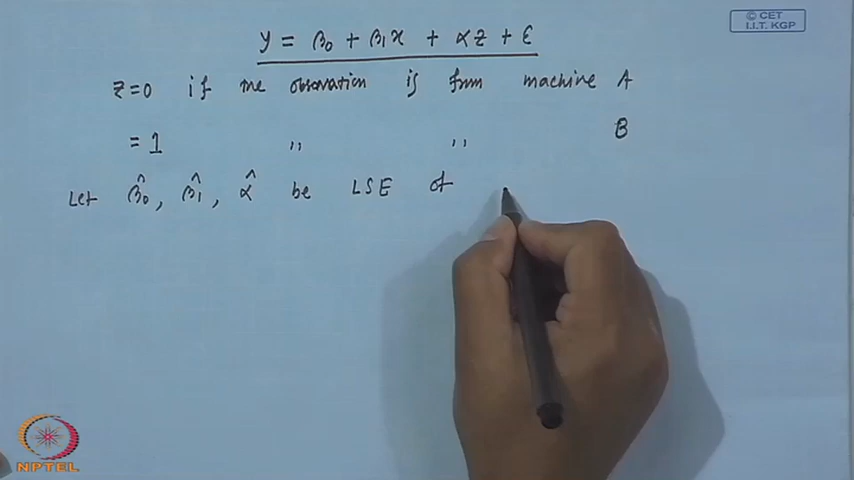 © CET
I.I.T. KGP
y = β₀ + β₁x + αz + ε
z=0 if the observation is from machine A
= 1 ,, ,, B
Let β̂₀, β̂₁, α̂ be LSE of
NPTEL